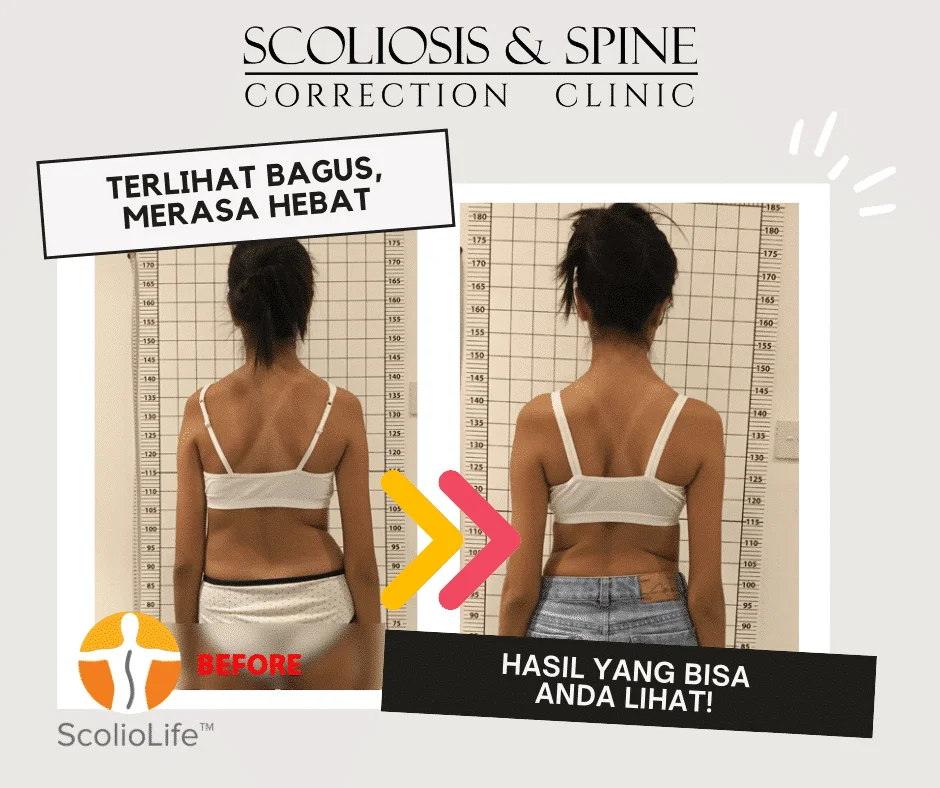 SCOLIOSIS & SPINE
CORRECTION CLINIC
TERLIHAT BAGUS,
MERASA HEBAT
BEFORE
HASIL YANG BISA
ANDA LIHAT!
ScolioLife™